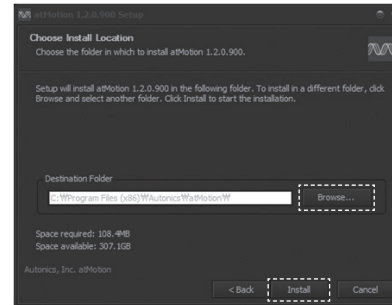 atMotion 1.2.0.900 Setup
Choose Install Location
Choose the folder in which to install atMotion 1.2.0.900.
Setup will install atMotion 1.2.0.900 in the following folder. To install in a different folder, click
Browse and select another folder. Click Install to start the installation.
Destination Folder
C:₩Program Files (x86)₩Autonics₩atMotion₩
Browse...
Space required: 108.4MB
Space available: 307.1GB
Autonics, Inc. atMotion
< Back
Install
Cancel